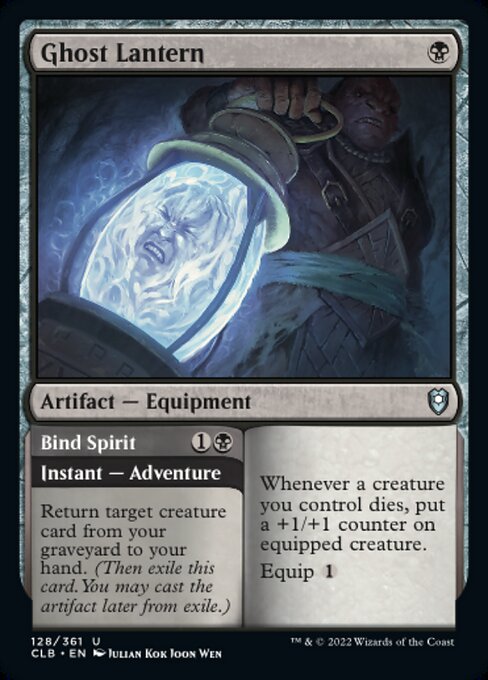 Ghost Lantern
Artifact — Equipment
Bind Spirit 1
Instant — Adventure
Return target creature
card from your
graveyard to your
hand. (Then exile this
card. You may cast the
artifact later from exile.)
Whenever a creature
you control dies, put
a +1/+1 counter on
equipped creature.
Equip 1
128/361 U
CLB • EN Julian Kok Joon Wen
™ & © 2022 Wizards of the Coast